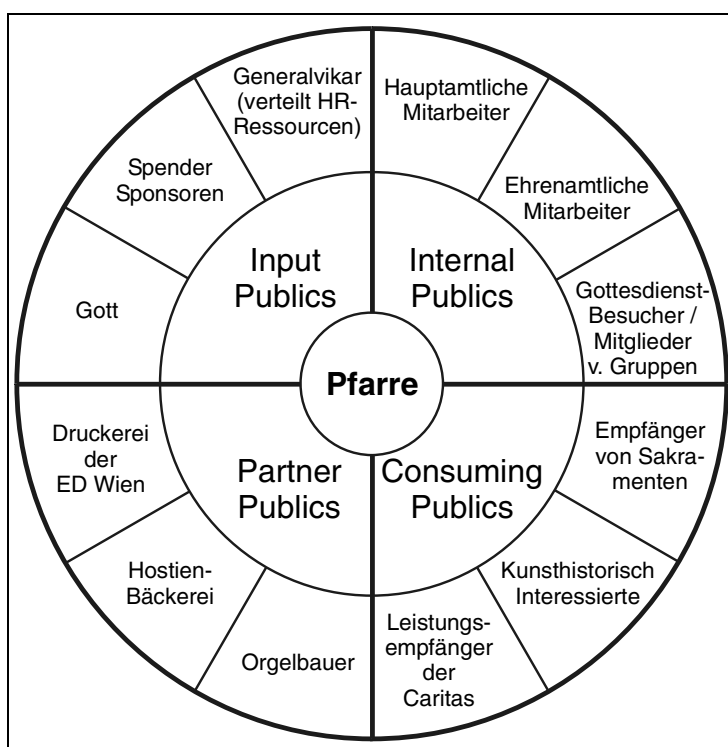 Generalvikar
(verteilt HR-
Ressourcen)
Hauptamtliche
Mitarbeiter
Spender
Sponsoren
Ehrenamtliche
Mitarbeiter
Gott
Input
Publics
Internal
Publics
Gottesdienst-
Besucher /
Mitglieder
v. Gruppen
Pfarre
Druckerei
der
ED Wien
Partner
Publics
Consuming
Publics
Empfänger
von Sakra-
menten
Hostien-
Bäckerei
Kunsthistorisch
Interessierte
Orgelbauer
Leistungs-
empfänger
der
Caritas